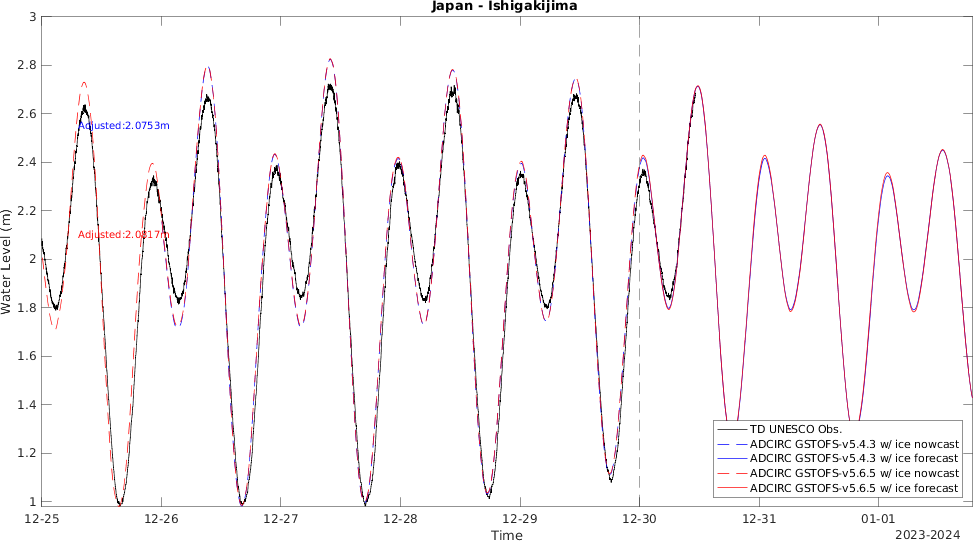 Japan - Ishigakijima
Water Level (m)
3
2.8
2.6
2.4
2.2
2
1.8
1.6
1.4
1.2
1
Adjusted:2.0753m
Adjusted:2.0817m
TD UNESCO Obs.
ADCIRC GSTOFS-v5.4.3 w/ ice nowcast
ADCIRC GSTOFS-v5.4.3 w/ ice forecast
ADCIRC GSTOFS-v5.6.5 w/ ice nowcast
ADCIRC GSTOFS-v5.6.5 w/ ice forecast
12-25 12-26 12-27 12-28 12-29 12-30 12-31 01-01
Time
2023-2024